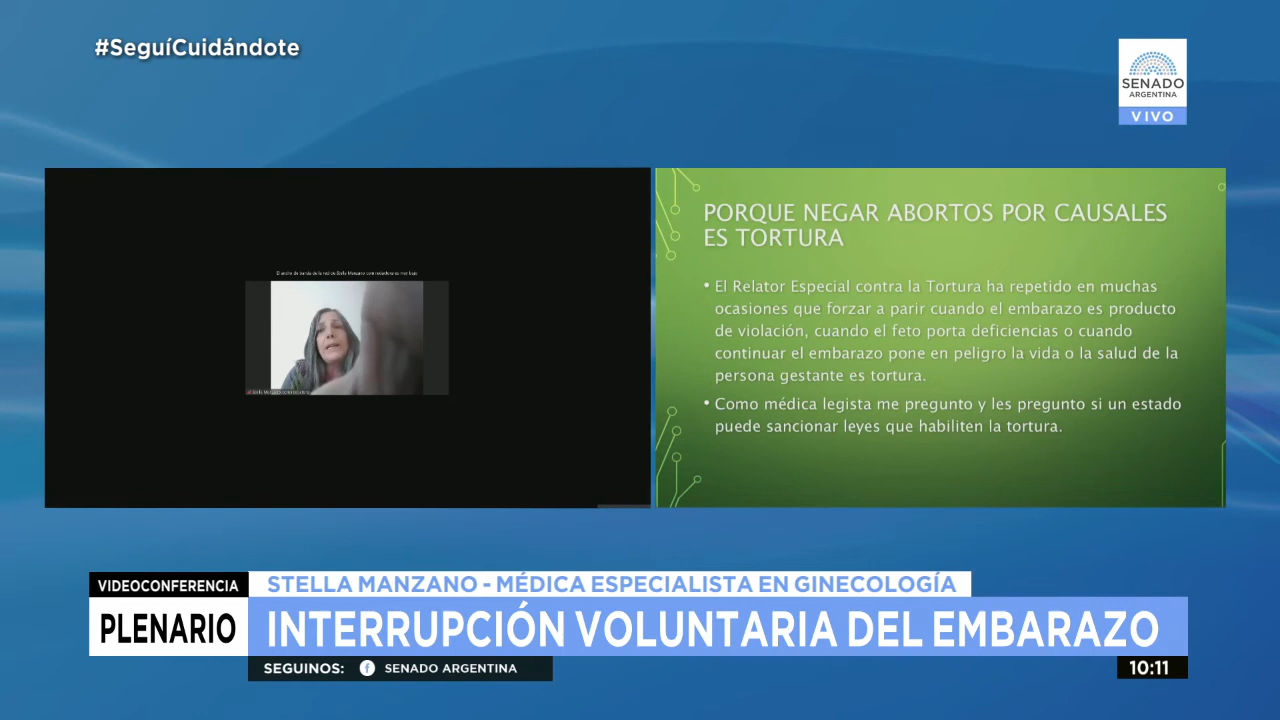 #SeguíCuidándote
SENADO
ARGENTINA
VIVO
PORQUE NEGAR ABORTOS POR CAUSALES
ES TORTURA
• El Relator Especial contra la Tortura ha repetido en muchas
ocasiones que forzar a parir cuando el embarazo es producto
de violación, cuando el feto porta deficiencias o cuando
continuar el embarazo pone en peligro la vida o la salud de la
persona gestante es tortura.
• Como médica legista me pregunto y les pregunto si un estado
puede sancionar leyes que habiliten la tortura.
VIDEOCONFERENCIA
STELLA MANZANO - MÉDICA ESPECIALISTA EN GINECOLOGÍA
PLENARIO
INTERRUPCIÓN VOLUNTARIA DEL EMBARAZO
SEGUINOS: SENADO ARGENTINA
10:11